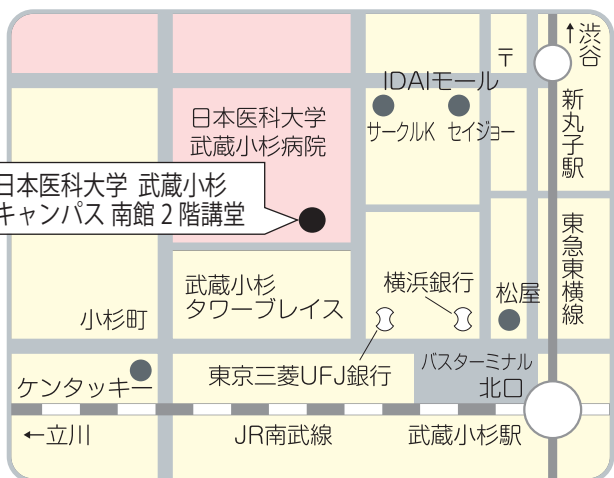 ↑渋谷
〒
IDAIモール
新丸子駅
日本医科大学
武蔵小杉病院
サークルK セイジョー
日本医科大学 武蔵小杉
キャンパス 南館2階講堂
東急東横線
武蔵小杉
タワープレイス
横浜銀行
松屋
小杉町
バスターミナル
東京三菱UFJ銀行
北口
ケンタッキー
←立川
JR南武線
武蔵小杉駅